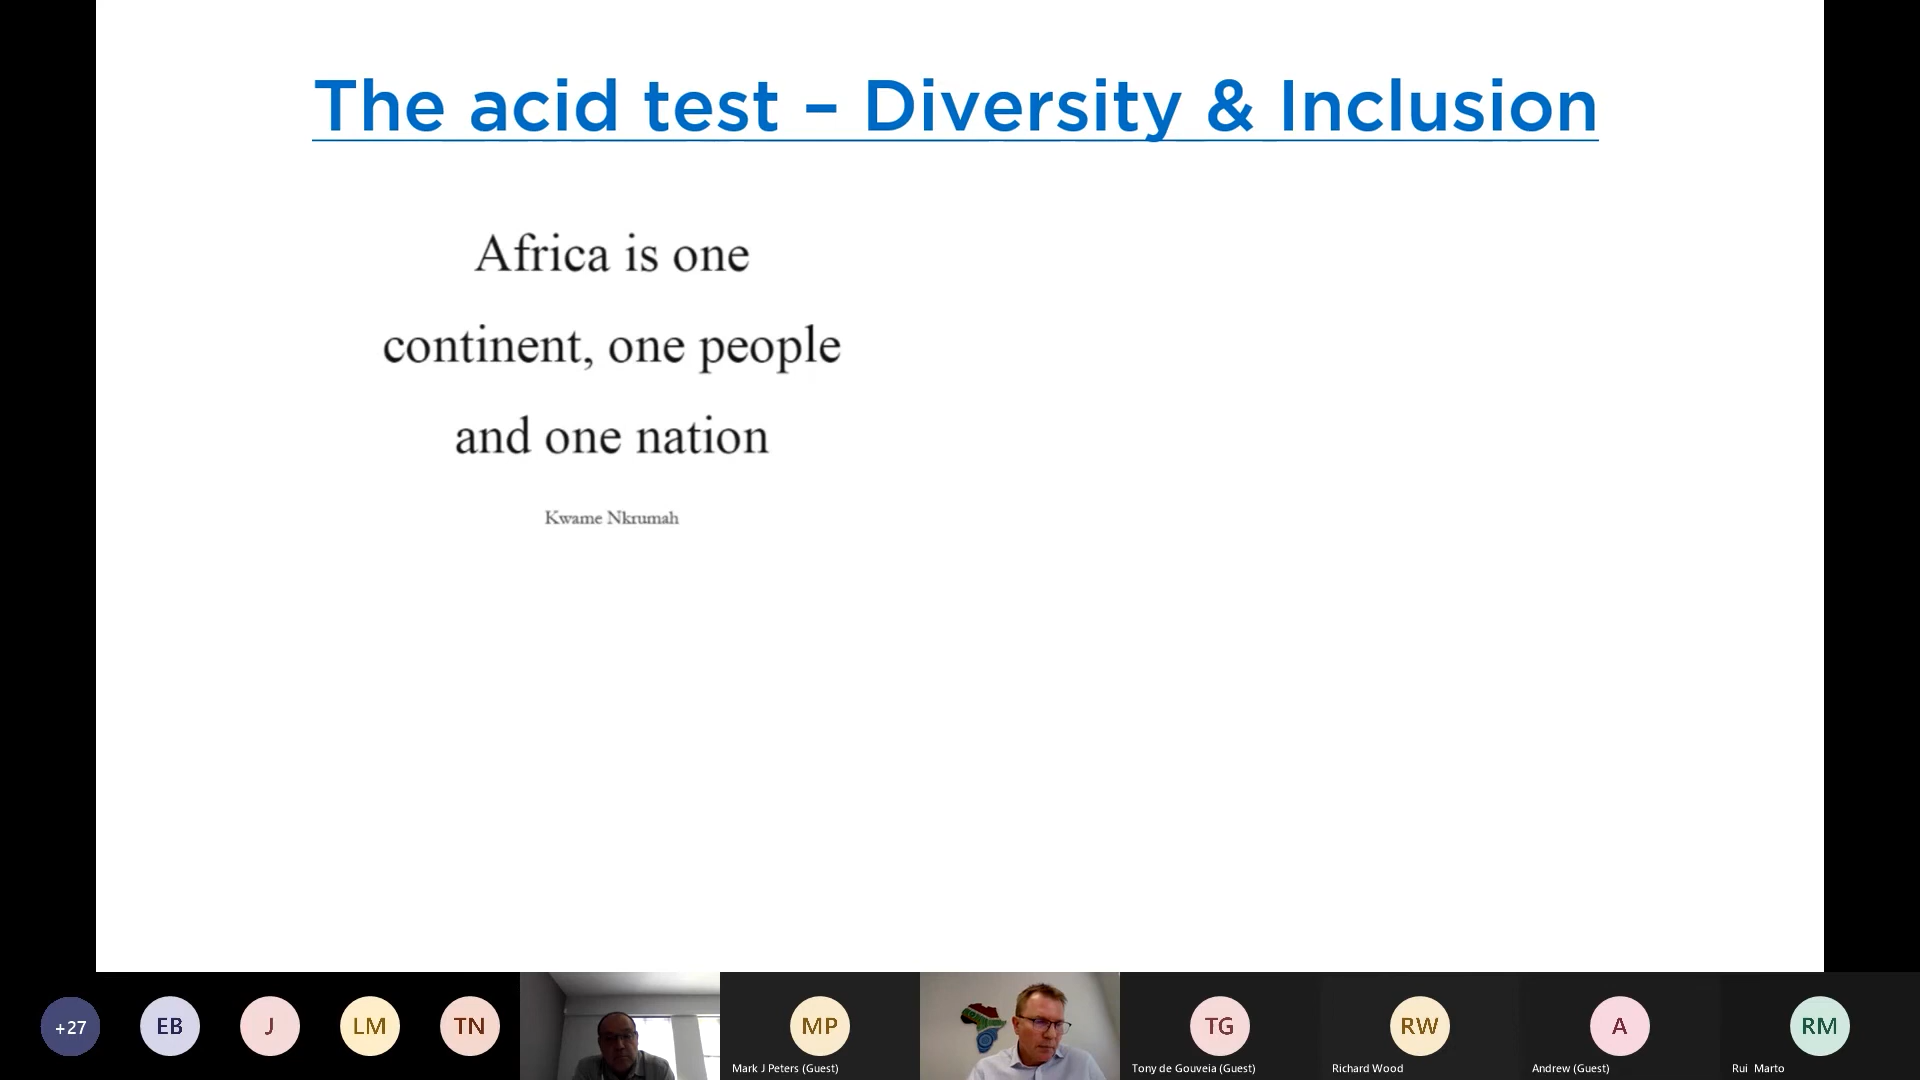 The acid test – Diversity & Inclusion
Africa is one
continent, one people
and one nation
Kwame Nkrumah
+27
EB
J
LM
TN
MP
Mark J Peters (Guest)
TG
Tony de Gouveia (Guest)
RW
Richard Wood
A
Andrew (Guest)
RM
Rui Marto